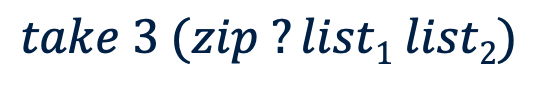 take 3 (zip ? list₁ list₂)